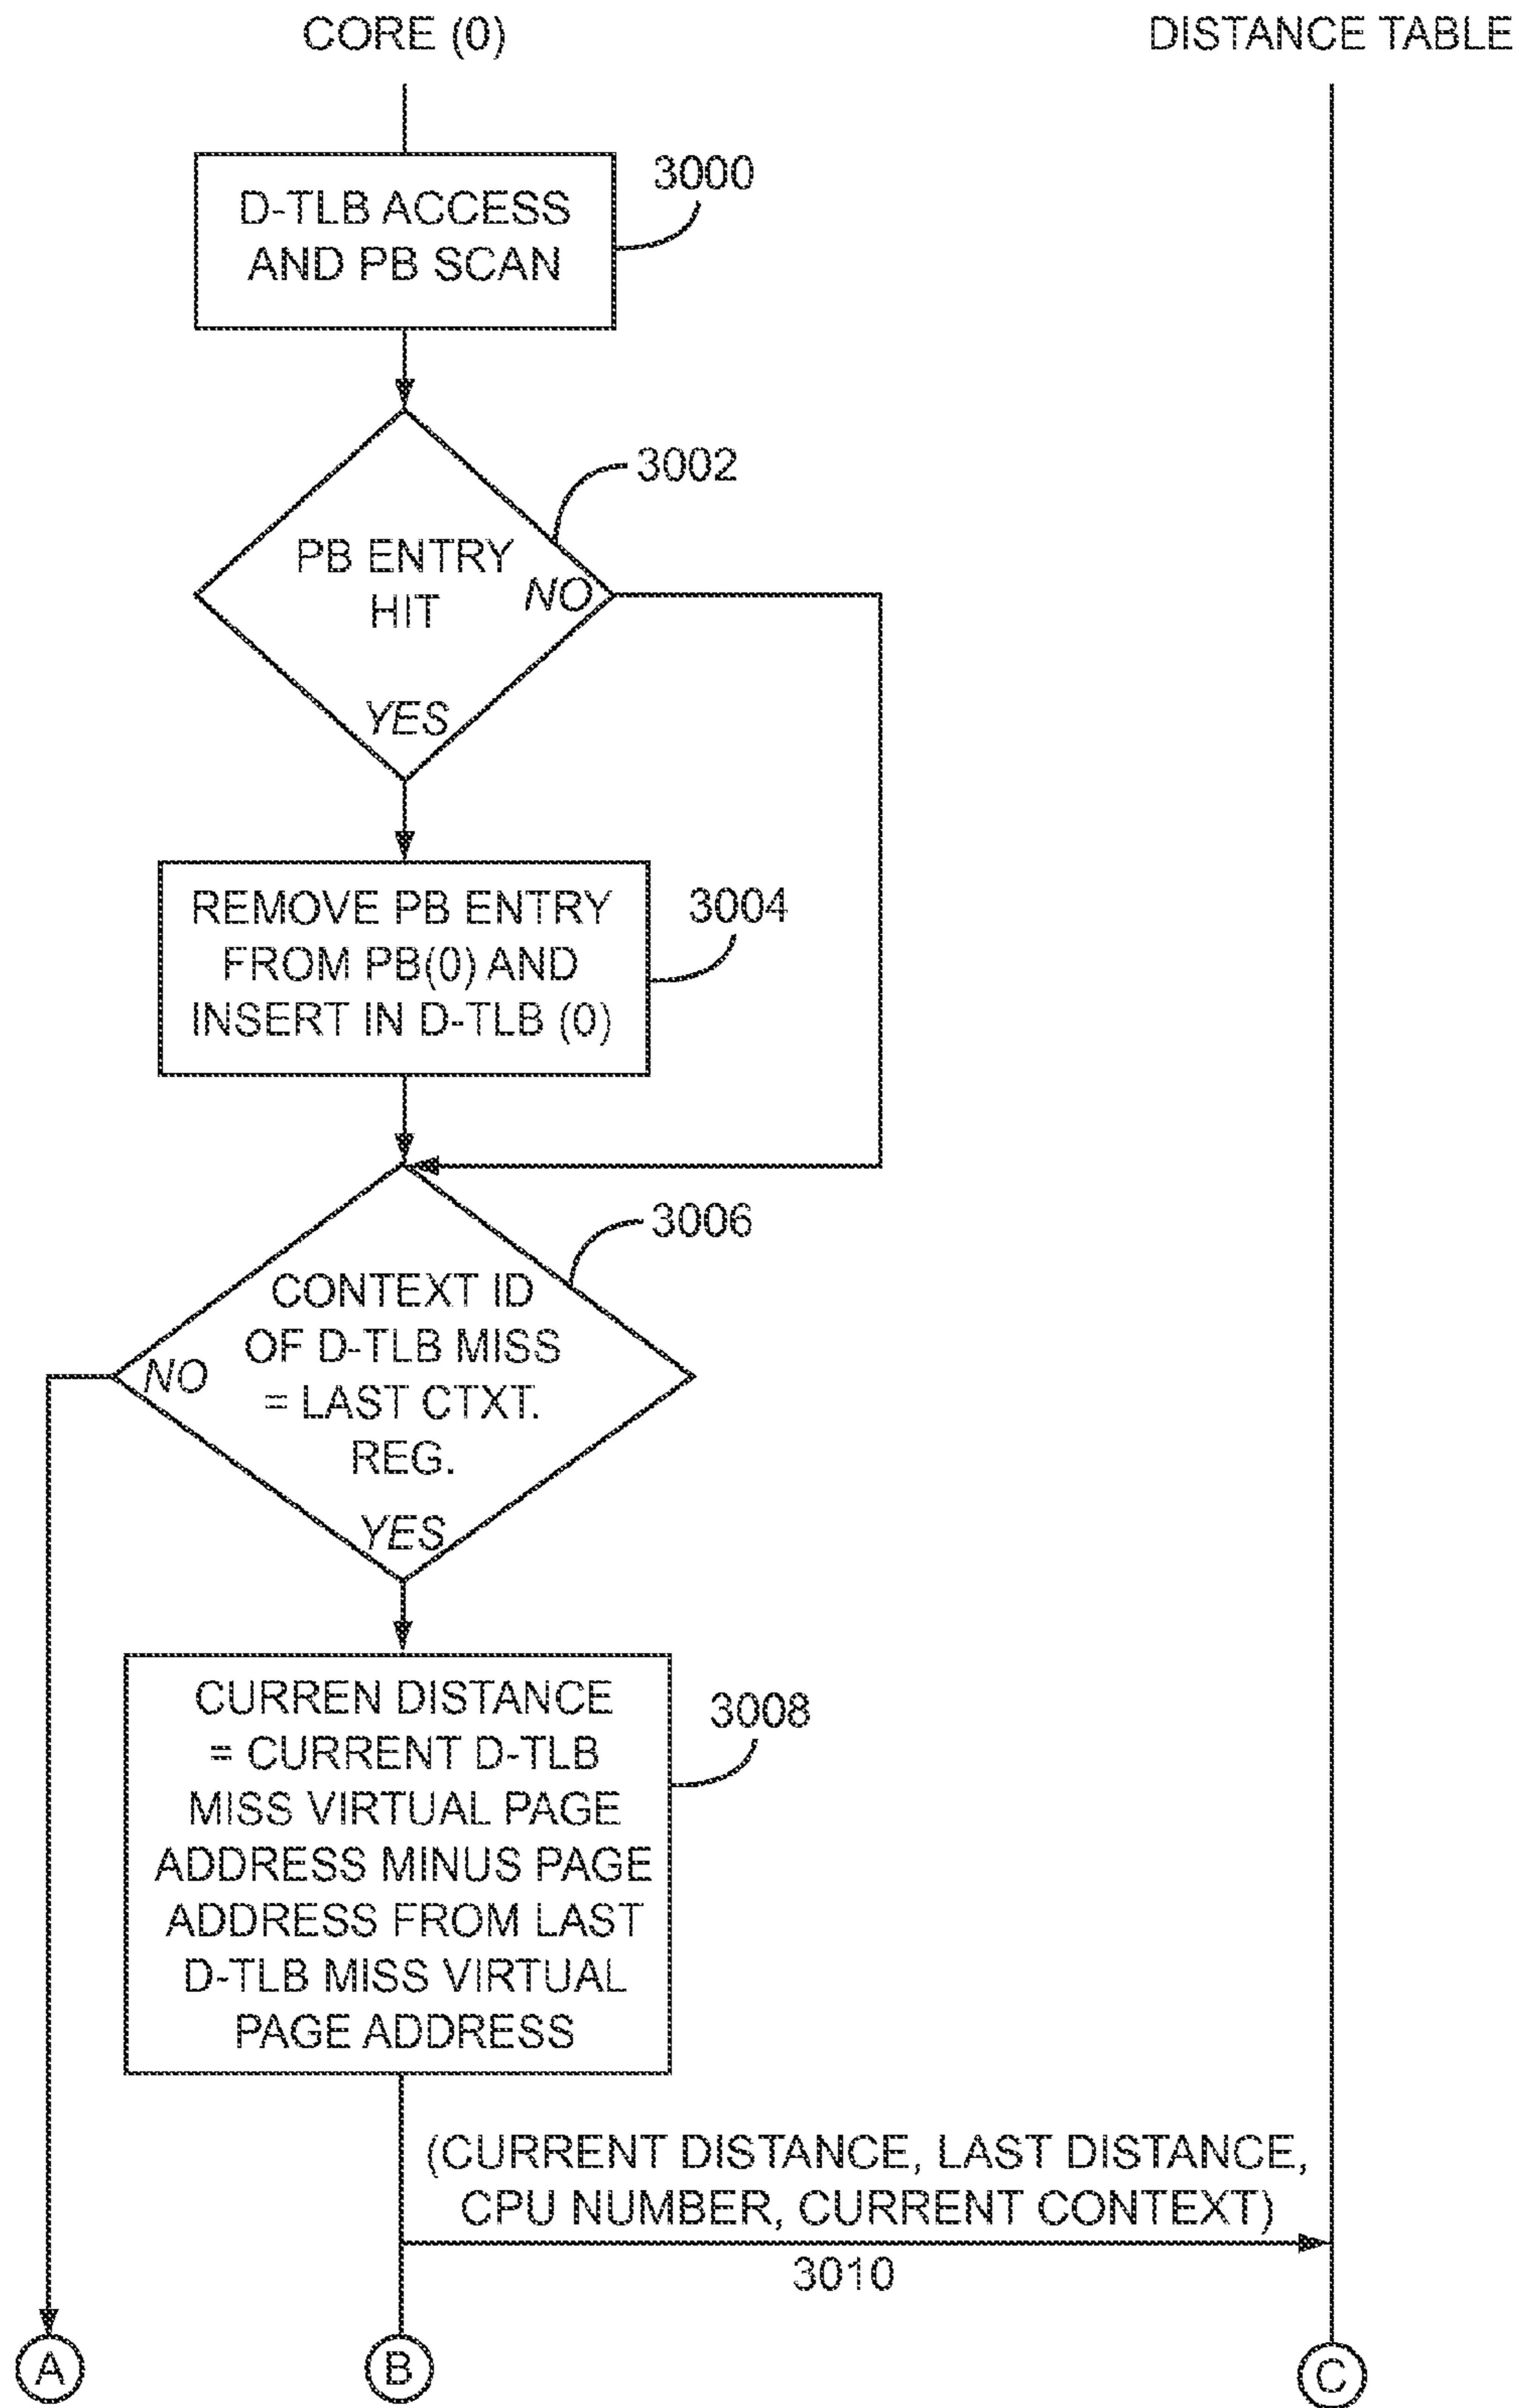 CORE (0)
DISTANCE TABLE
3000
D-TLB ACCESS
AND PB SCAN
3002
PB ENTRY
HIT
NO
YES
REMOVE PB ENTRY
FROM PB(0) AND
INSERT IN D-TLB (0)
3004
3006
CONTEXT ID
OF D-TLB MISS
= LAST CTXT.
REG.
NO
YES
CURREN DISTANCE
= CURRENT D-TLB
MISS VIRTUAL PAGE
ADDRESS MINUS PAGE
ADDRESS FROM LAST
D-TLB MISS VIRTUAL
PAGE ADDRESS
3008
(CURRENT DISTANCE, LAST DISTANCE,
CPU NUMBER, CURRENT CONTEXT)
3010
A
B
C